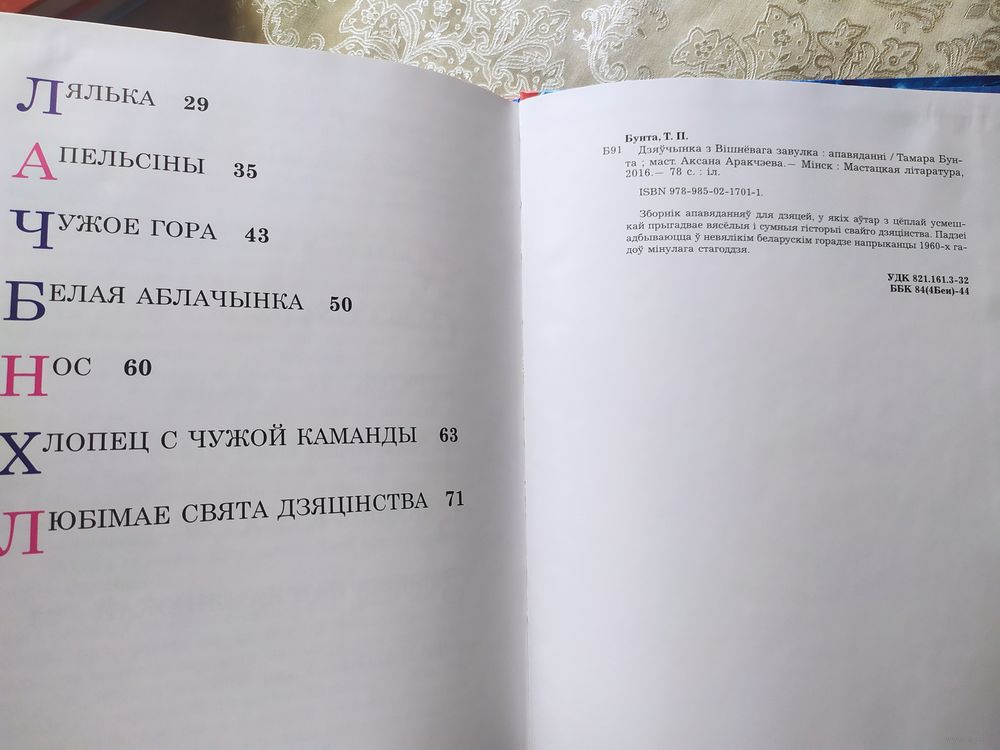 ЛЯЛЬКА 29
АПЕЛЬСІНЫ 35
ЧУЖОЕ ГОРА 43
БЕЛАЯ АБЛАЧЫНКА 50
НОС 60
ХЛОПЕЦ С ЧУЖОЙ КАМАНДЫ 63
ЛЮБІМАЕ СВЯТА ДЗЯЦІНСТВА 71
Бунта, Т. П.
Б91 Дзяўчынка з Вішнёвага завулка : апавяданні / Тамара Бун-
та ; маст. Аксана Аракчэева.— Мінск : Мастацкая літаратура,
2016.— 78 с. : іл.
ISBN 978-985-02-1701-1.
Зборнік апавяданняў для дзяцей, у якіх аўтар з цёплай усмеш-
кай прыгадвае вясёлыя і сумныя гісторыі свайго дзяцінства. Падзеі
адбываюцца ў невялікім беларускім горадзе напрыканцы 1960-х га-
доў мінулага стагоддзя.
УДК 821.161.3-32
ББК 84(4Беи)-44